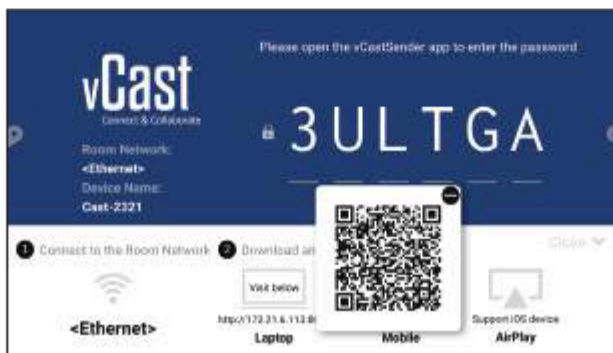 Please open the vCastSender app to enter the password
vCast
Connect & Collaborate
3ULTGA
Room Network:
<Ethernet>
Device Name:
Cast-2321
1 Connect to the Room Network
2 Download an
Close
Visit below
<Ethernet>
Laptop
Mobile
Support iOS device
AirPlay